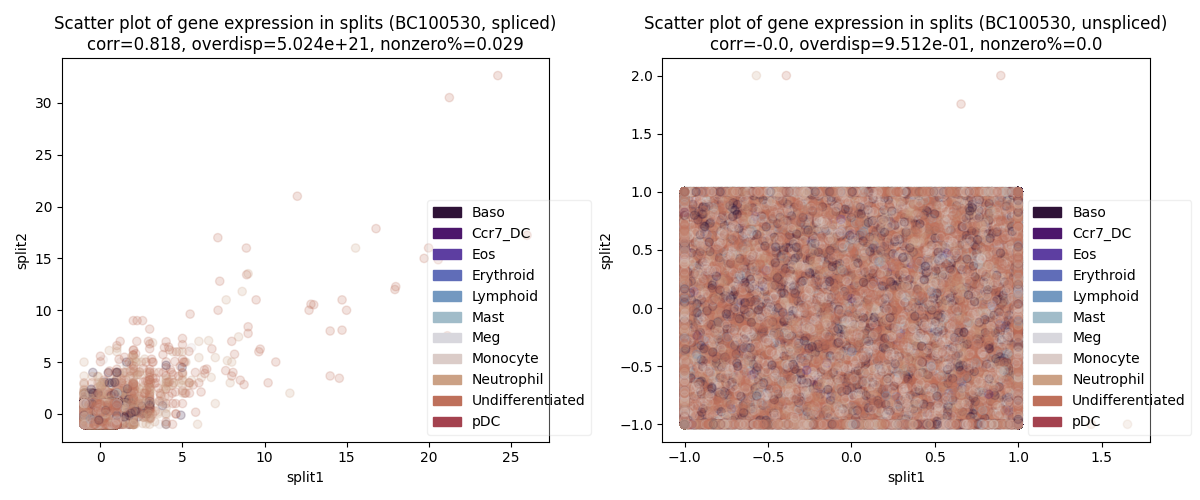 Scatter plot of gene expression in splits (BC100530, spliced)
corr=0.818, overdisp=5.024e+21, nonzero%=0.029
split2
30
25
20
15
10
5
0
0
5
10
15
20
25
split1
Baso
Ccr7_DC
Eos
Erythroid
Lymphoid
Mast
Meg
Monocyte
Neutrophil
Undifferentiated
pDC
Scatter plot of gene expression in splits (BC100530, unspliced)
corr=-0.0, overdisp=9.512e-01, nonzero%=0.0
split2
2.0
1.5
1.0
0.5
0.0
−0.5
−1.0
−1.0
−0.5
0.0
0.5
1.0
1.5
split1
Baso
Ccr7_DC
Eos
Erythroid
Lymphoid
Mast
Meg
Monocyte
Neutrophil
Undifferentiated
pDC